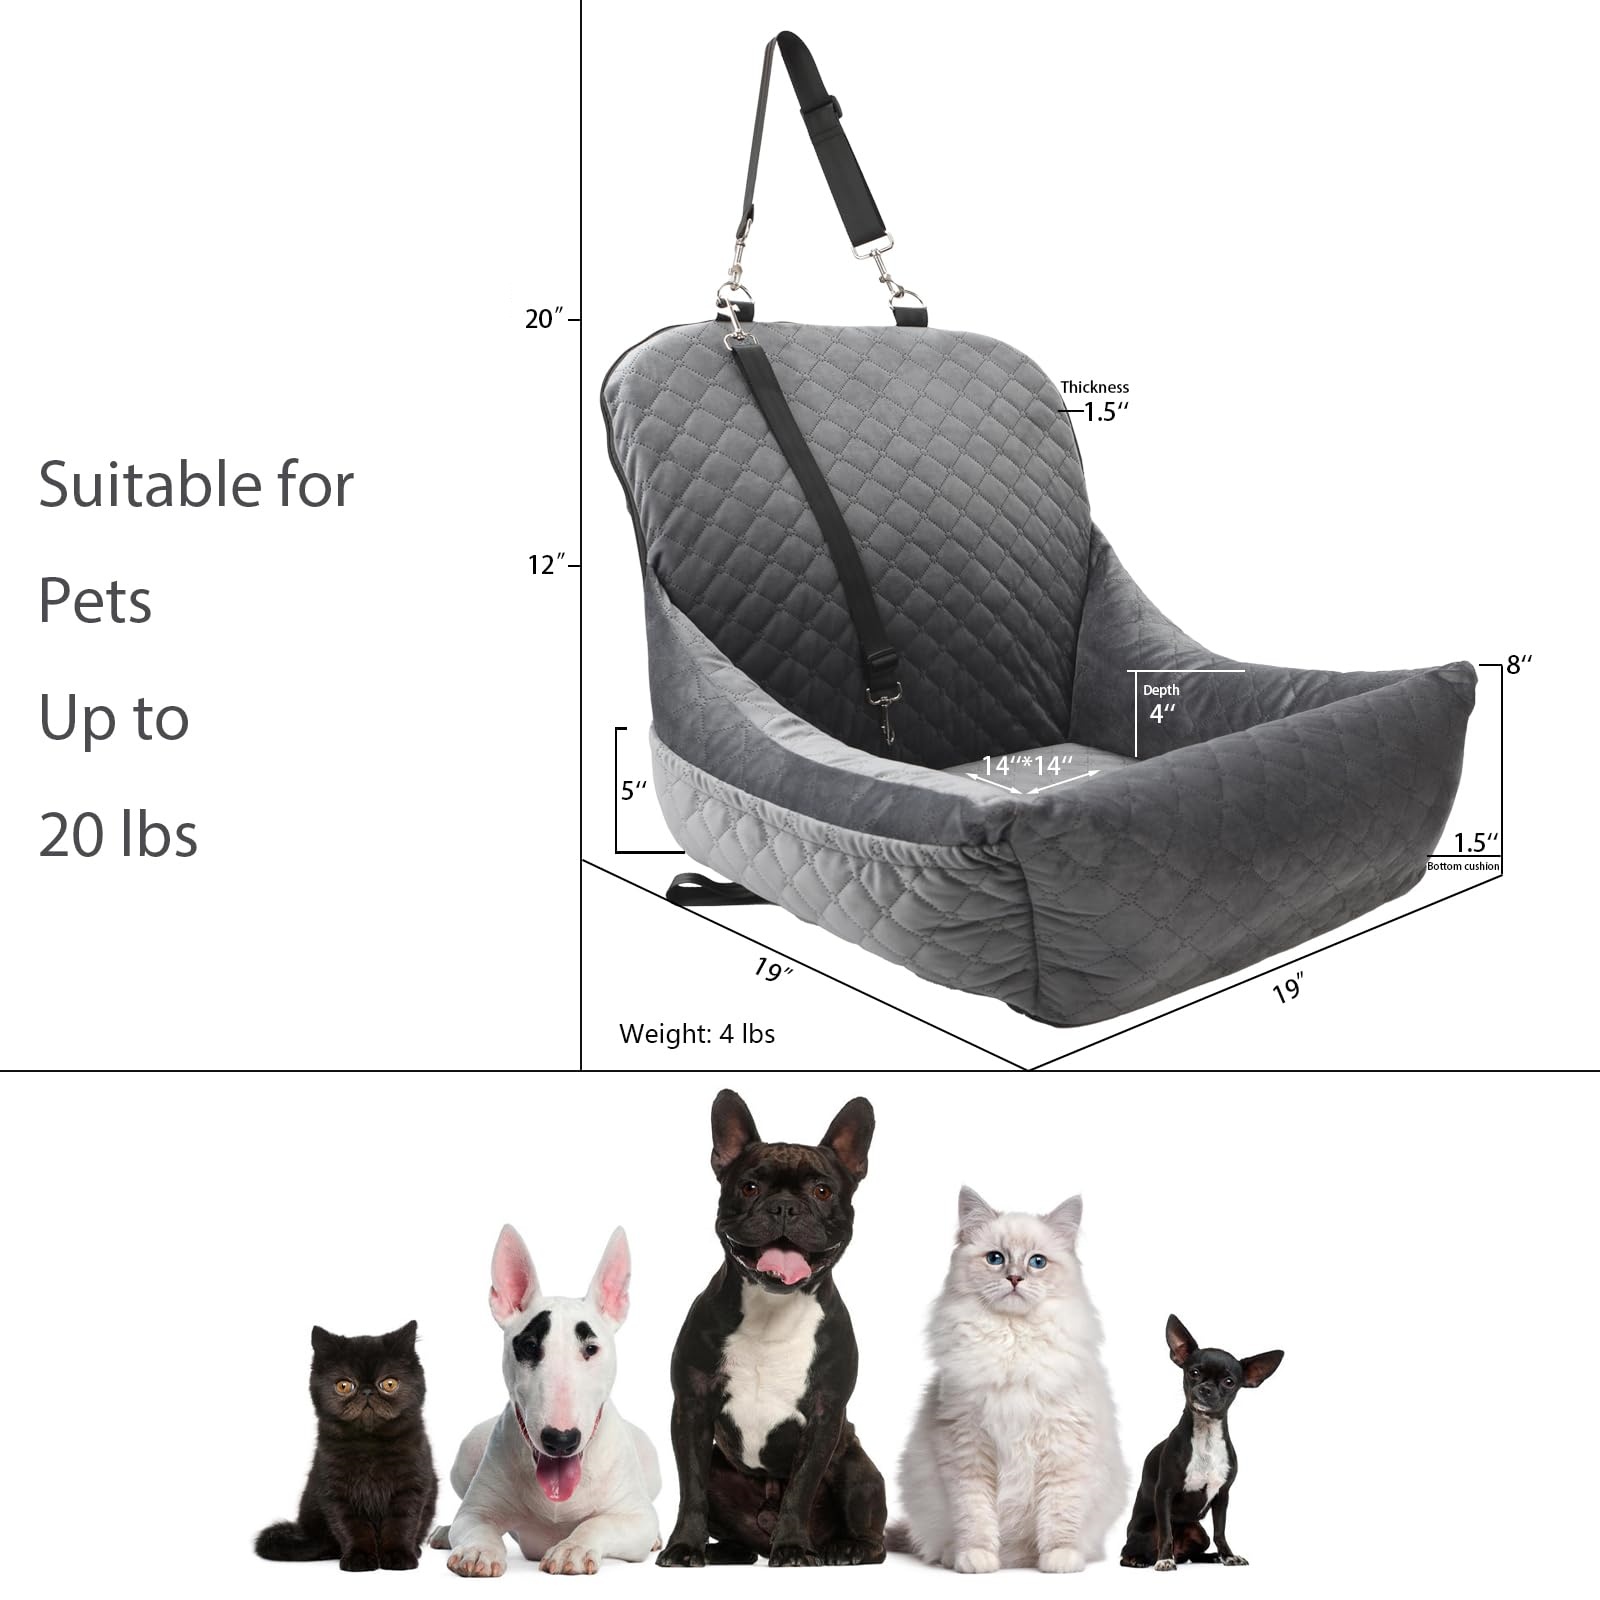 Suitable for
Pets
Up to
20 lbs
20”
12”
Thickness
1.5“
8“
Depth
4“
14“*14“
5“
1.5“
Bottom cushion
19”
19”
Weight: 4 lbs